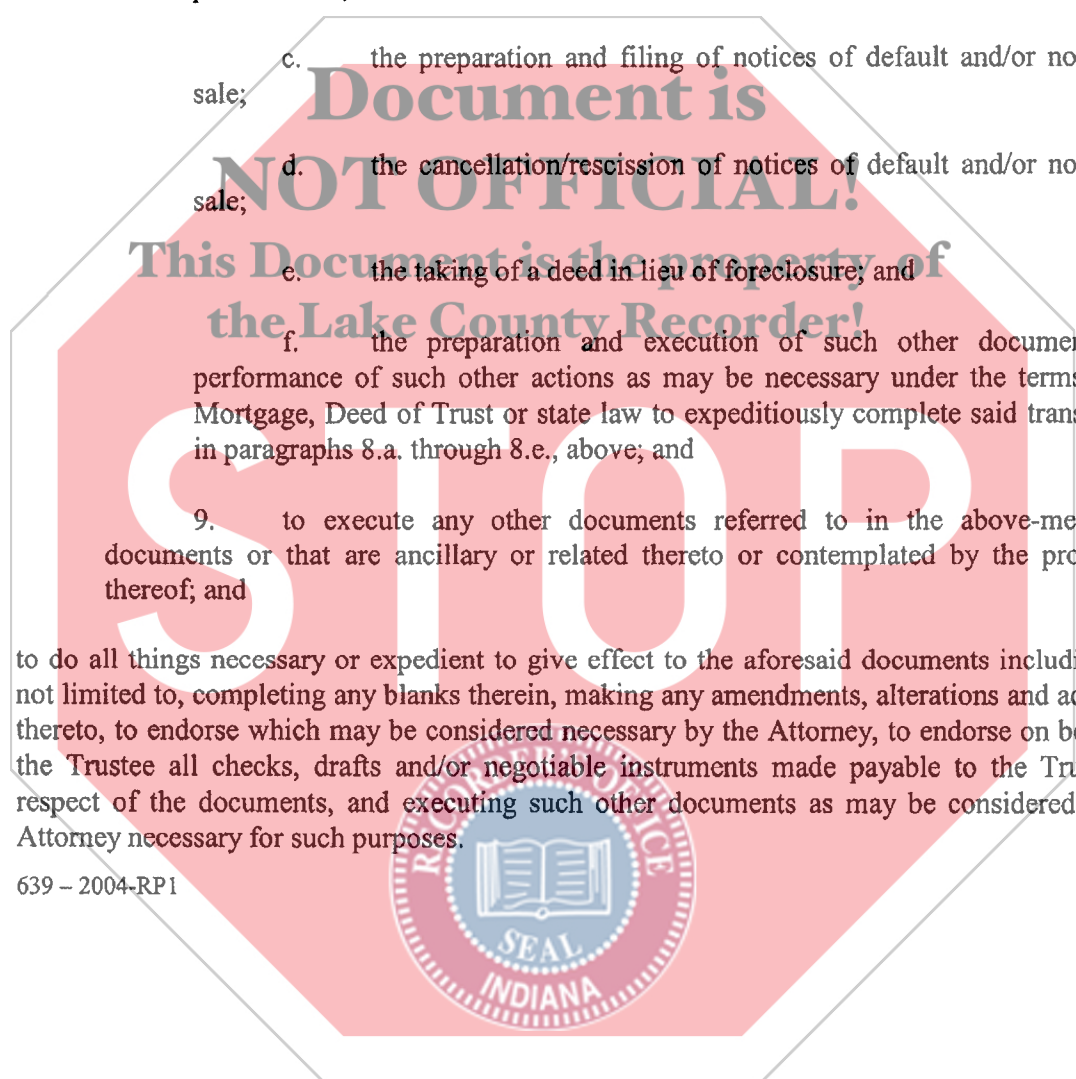 c. the preparation and filing of notices of default and/or no
sale;
Document is
d. the cancellation/rescission of notices of default and/or no
NOT OFFICIAL!
sale;
This Document is the property of
e. the taking of a deed in lieu of foreclosure; and
the Lake County Recorder!
f. the preparation and execution of such other documen
performance of such other actions as may be necessary under the terms
Mortgage, Deed of Trust or state law to expeditiously complete said trans
in paragraphs 8.a. through 8.e., above; and
STOP
9. to execute any other documents referred to in the above-me
documents or that are ancillary or related thereto or contemplated by the pro
thereof; and
to do all things necessary or expedient to give effect to the aforesaid documents includi
not limited to, completing any blanks therein, making any amendments, alterations and ad
thereto, to endorse which may be considered necessary by the Attorney, to endorse on be
the Trustee all checks, drafts and/or negotiable instruments made payable to the Tru
respect of the documents, and executing such other documents as may be considered
Attorney necessary for such purposes.
RECORDER'S OFFICE
639 – 2004-RP1
SEAL
INDIANA